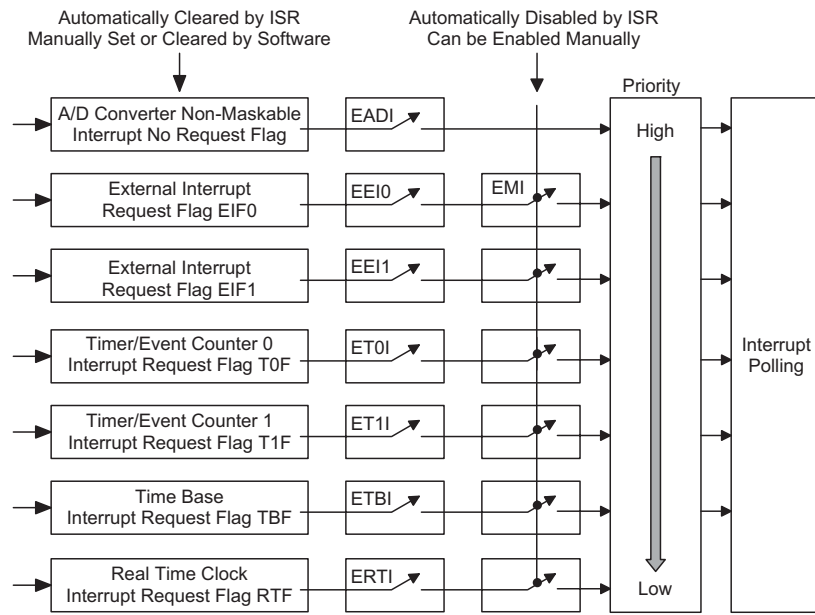 Automatically Cleared by ISR
Manually Set or Cleared by Software
Automatically Disabled by ISR
Can be Enabled Manually
Priority
A/D Converter Non-Maskable
Interrupt No Request Flag
EADI
High
External Interrupt
Request Flag EIF0
EEI0
EMI
External Interrupt
Request Flag EIF1
EEI1
Timer/Event Counter 0
Interrupt Request Flag T0F
ET0I
Interrupt
Polling
Timer/Event Counter 1
Interrupt Request Flag T1F
ET1I
Time Base
Interrupt Request Flag TBF
ETBI
Real Time Clock
Interrupt Request Flag RTF
ERTI
Low